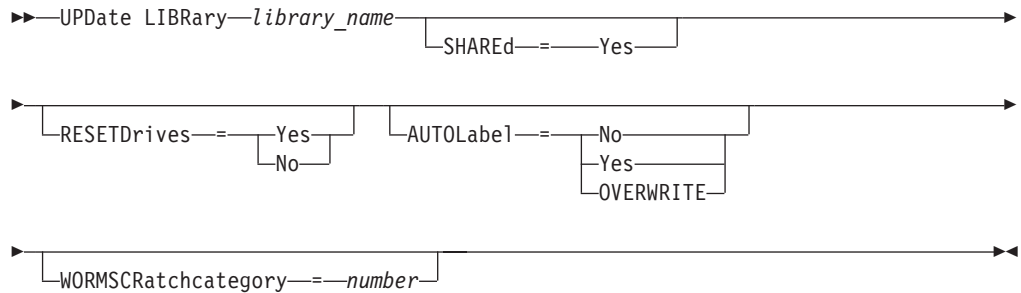 UPDate LIBRary library_name
SHAREd = Yes
RESETDrives = Yes
No
AUTOLabel = No
Yes
OVERWRITE
WORMSCRatchcategory = number